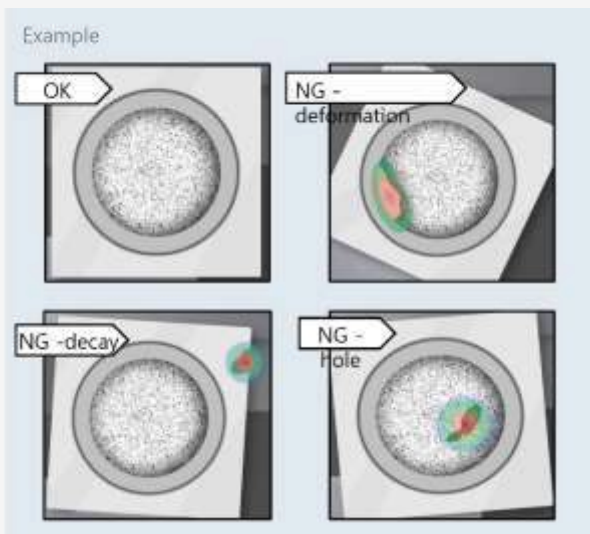 Example
OK
NG -
deformation
NG -decay
NG -
hole